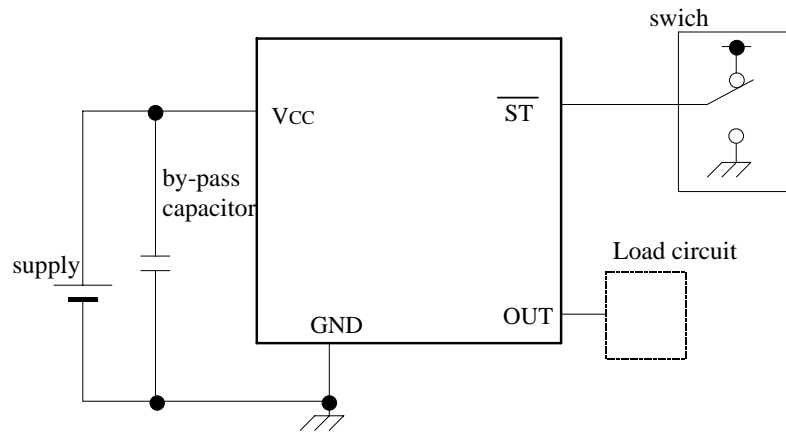 swich
VCC
ST
by-pass
capacitor
supply
Load circuit
GND
OUT